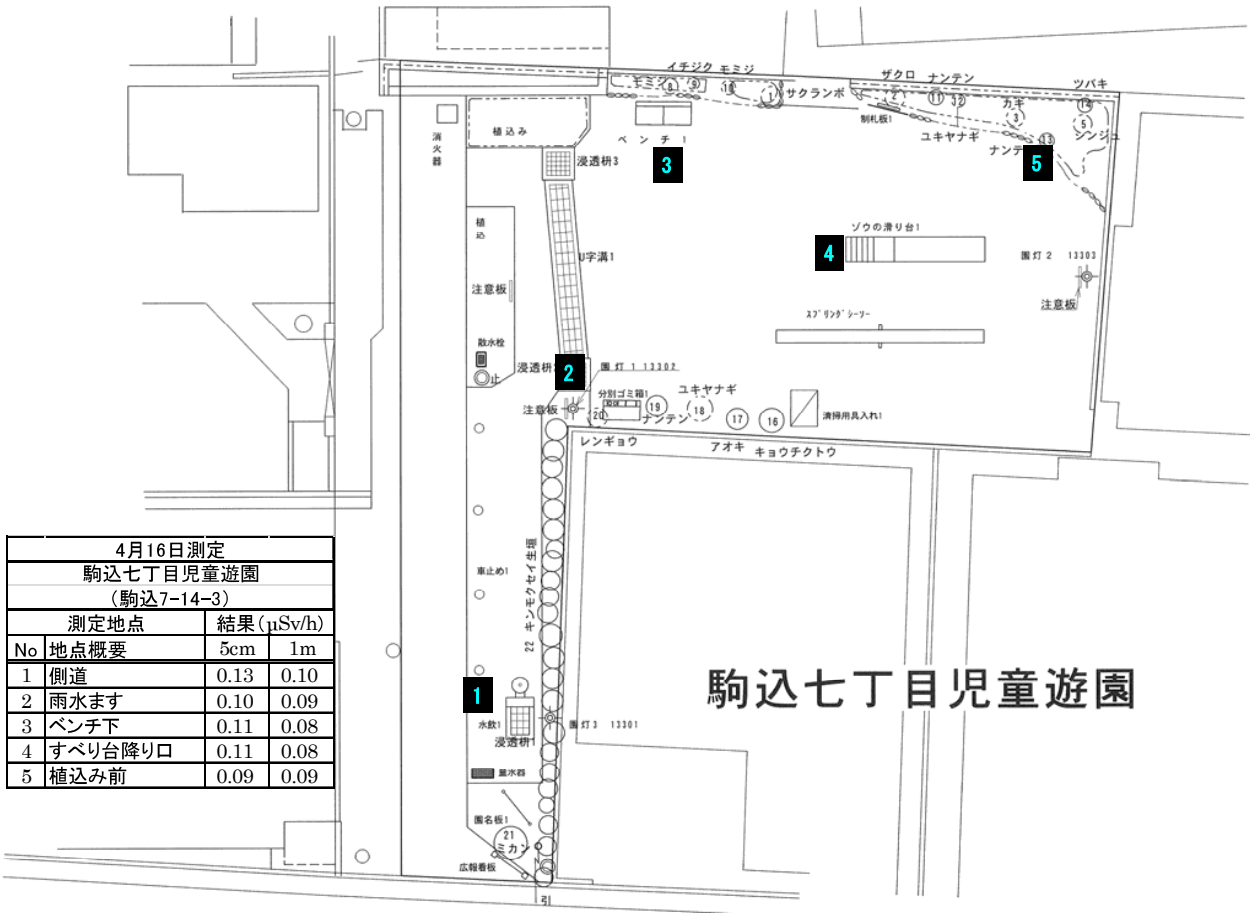 イチジク モミジ
モミジ 8 9 10 1 サクランボ
ザクロ ナンテン ツバキ
2 11 12 カキ 3 14 5 シンジュ
制札板1 ユキヤナギ ナンテ 13
消火器
植込み
ベンチ1
3
5
浸透枡3
植込
U字溝1
注意板
ゾウの滑り台1
4
園灯2 13303
注意板
スプリングシーソー
散水栓
止
浸透枡
2
園灯1 13302
注意板
分別ゴミ箱1
ユキヤナギ
20 19 ナンテン 18 17 16
清掃用具入れ1
レンギョウ アオキ キョウチクトウ
4月16日測定
駒込七丁目児童遊園
(駒込7-14-3)
測定地点 結果(μSv/h)
No 地点概要 5cm 1m
1 側道 0.13 0.10
2 雨水ます 0.10 0.09
3 ベンチ下 0.11 0.08
4 すべり台降り口 0.11 0.08
5 植込み前 0.09 0.09
車止め1
22 キンモクセイ生垣
1
水飲1
浸透枡1
園灯3 13301
量水器
園名板1
21
ミカン
広報看板
引
駒込七丁目児童遊園